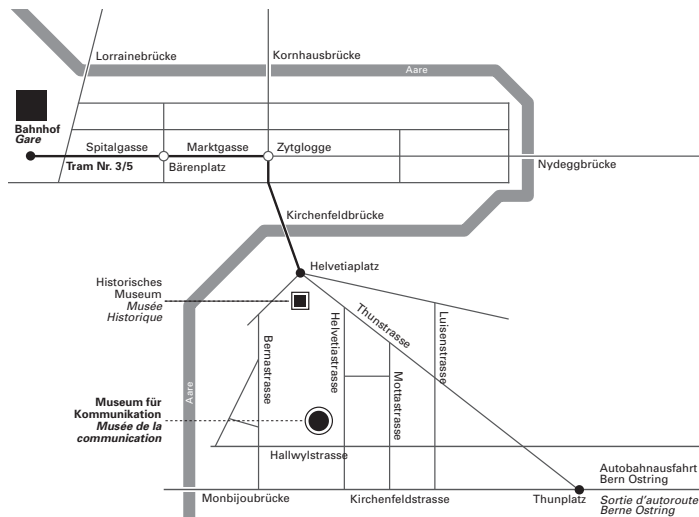 Lorrainebrücke
Kornhausbrücke
Aare
Bahnhof
Gare
Spitalgasse
Marktgasse
Zytglogge
Tram Nr. 3/5
Bärenplatz
Nydeggbrücke
Kirchenfeldbrücke
Helvetiaplatz
Historisches
Museum
Musée
Historique
Thunstrasse
Luisenstrasse
Helvetiastrasse
Bernastrasse
Mottastrasse
Aare
Museum für
Kommunikation
Musée de la
communication
Hallwylstrasse
Autobahnausfahrt
Bern Ostring
Monbijoubrücke
Kirchenfeldstrasse
Thunplatz
Sortie d'autoroute
Berne Ostring